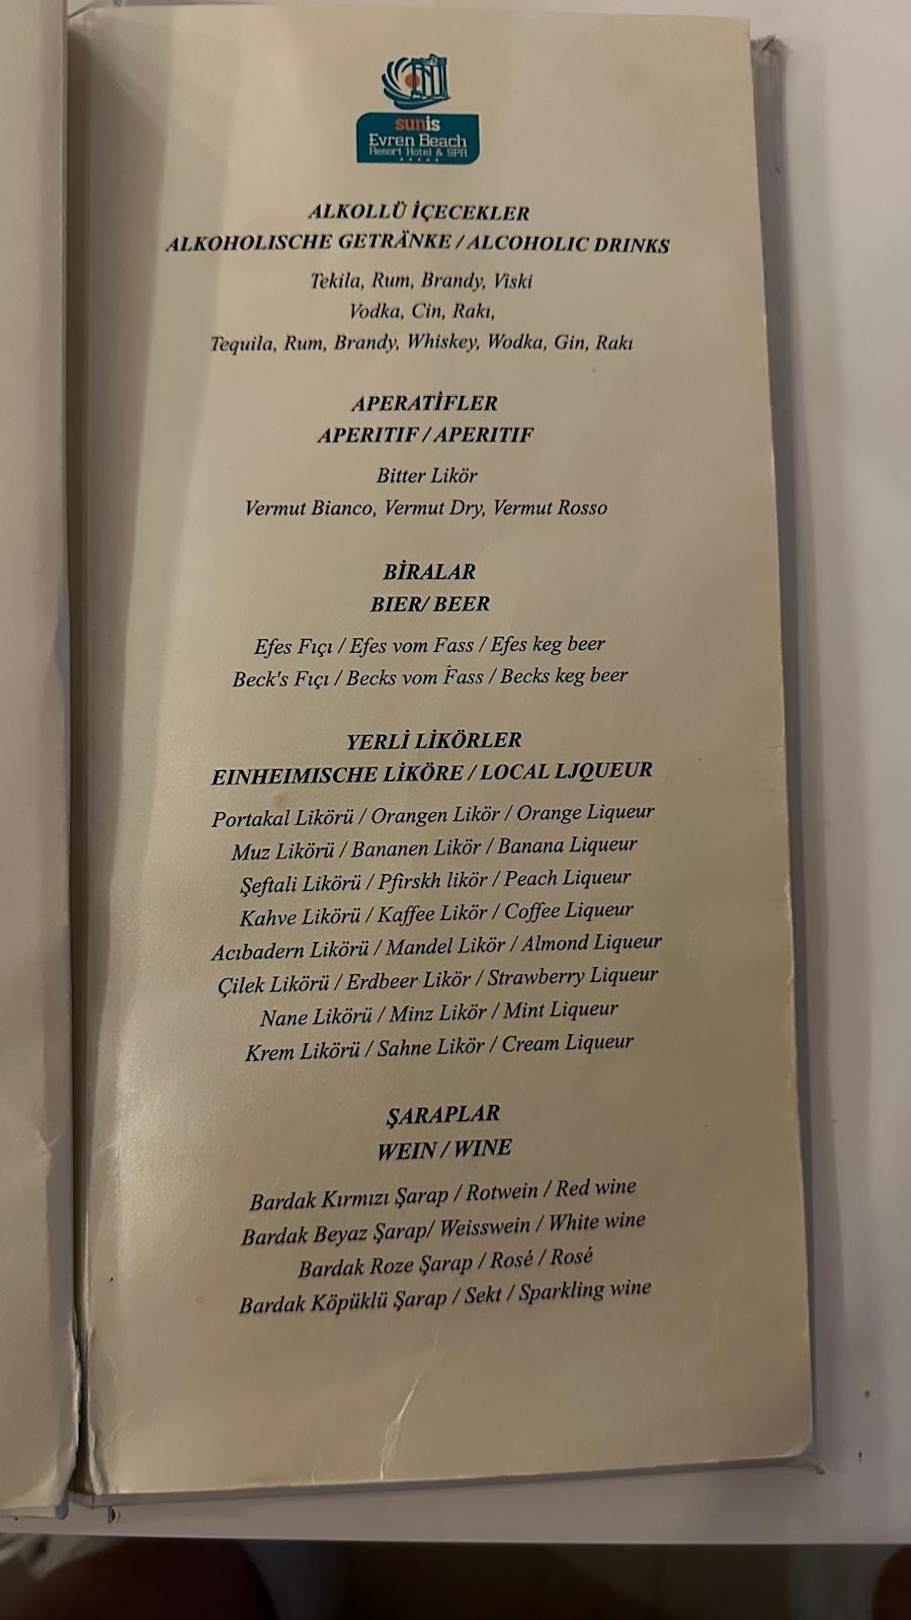 sunis
Evren Beach
Resort Hotel & SPA
ALKOLLÜ İÇECEKLER
ALKOHOLISCHE GETRÄNKE / ALCOHOLIC DRINKS
Tekila, Rum, Brandy, Viski
Vodka, Cin, Rakı,
Tequila, Rum, Brandy, Whiskey, Wodka, Gin, Rakı
APERATİFLER
APERITIF / APERITIF
Bitter Likör
Vermut Bianco, Vermut Dry, Vermut Rosso
BİRALAR
BIER/ BEER
Efes Fıçı / Efes vom Fass / Efes keg beer
Beck's Fıçı / Becks vom Fass / Becks keg beer
YERLİ LİKÖRLER
EINHEIMISCHE LİKÖRE / LOCAL LJQUEUR
Portakal Likörü / Orangen Likör / Orange Liqueur
Muz Likörü / Bananen Likör / Banana Liqueur
Şeftali Likörü / Pfirskh likör / Peach Liqueur
Kahve Likörü / Kaffee Likör / Coffee Liqueur
Acıbadern Likörü / Mandel Likör / Almond Liqueur
Çilek Likörü / Erdbeer Likör / Strawberry Liqueur
Nane Likörü / Minz Likör / Mint Liqueur
Krem Likörü / Sahne Likör / Cream Liqueur
ŞARAPLAR
WEIN / WINE
Bardak Kırmızı Şarap / Rotwein / Red wine
Bardak Beyaz Şarap/ Weisswein / White wine
Bardak Roze Şarap / Rosé / Rosé
Bardak Köpüklü Şarap / Sekt / Sparkling wine